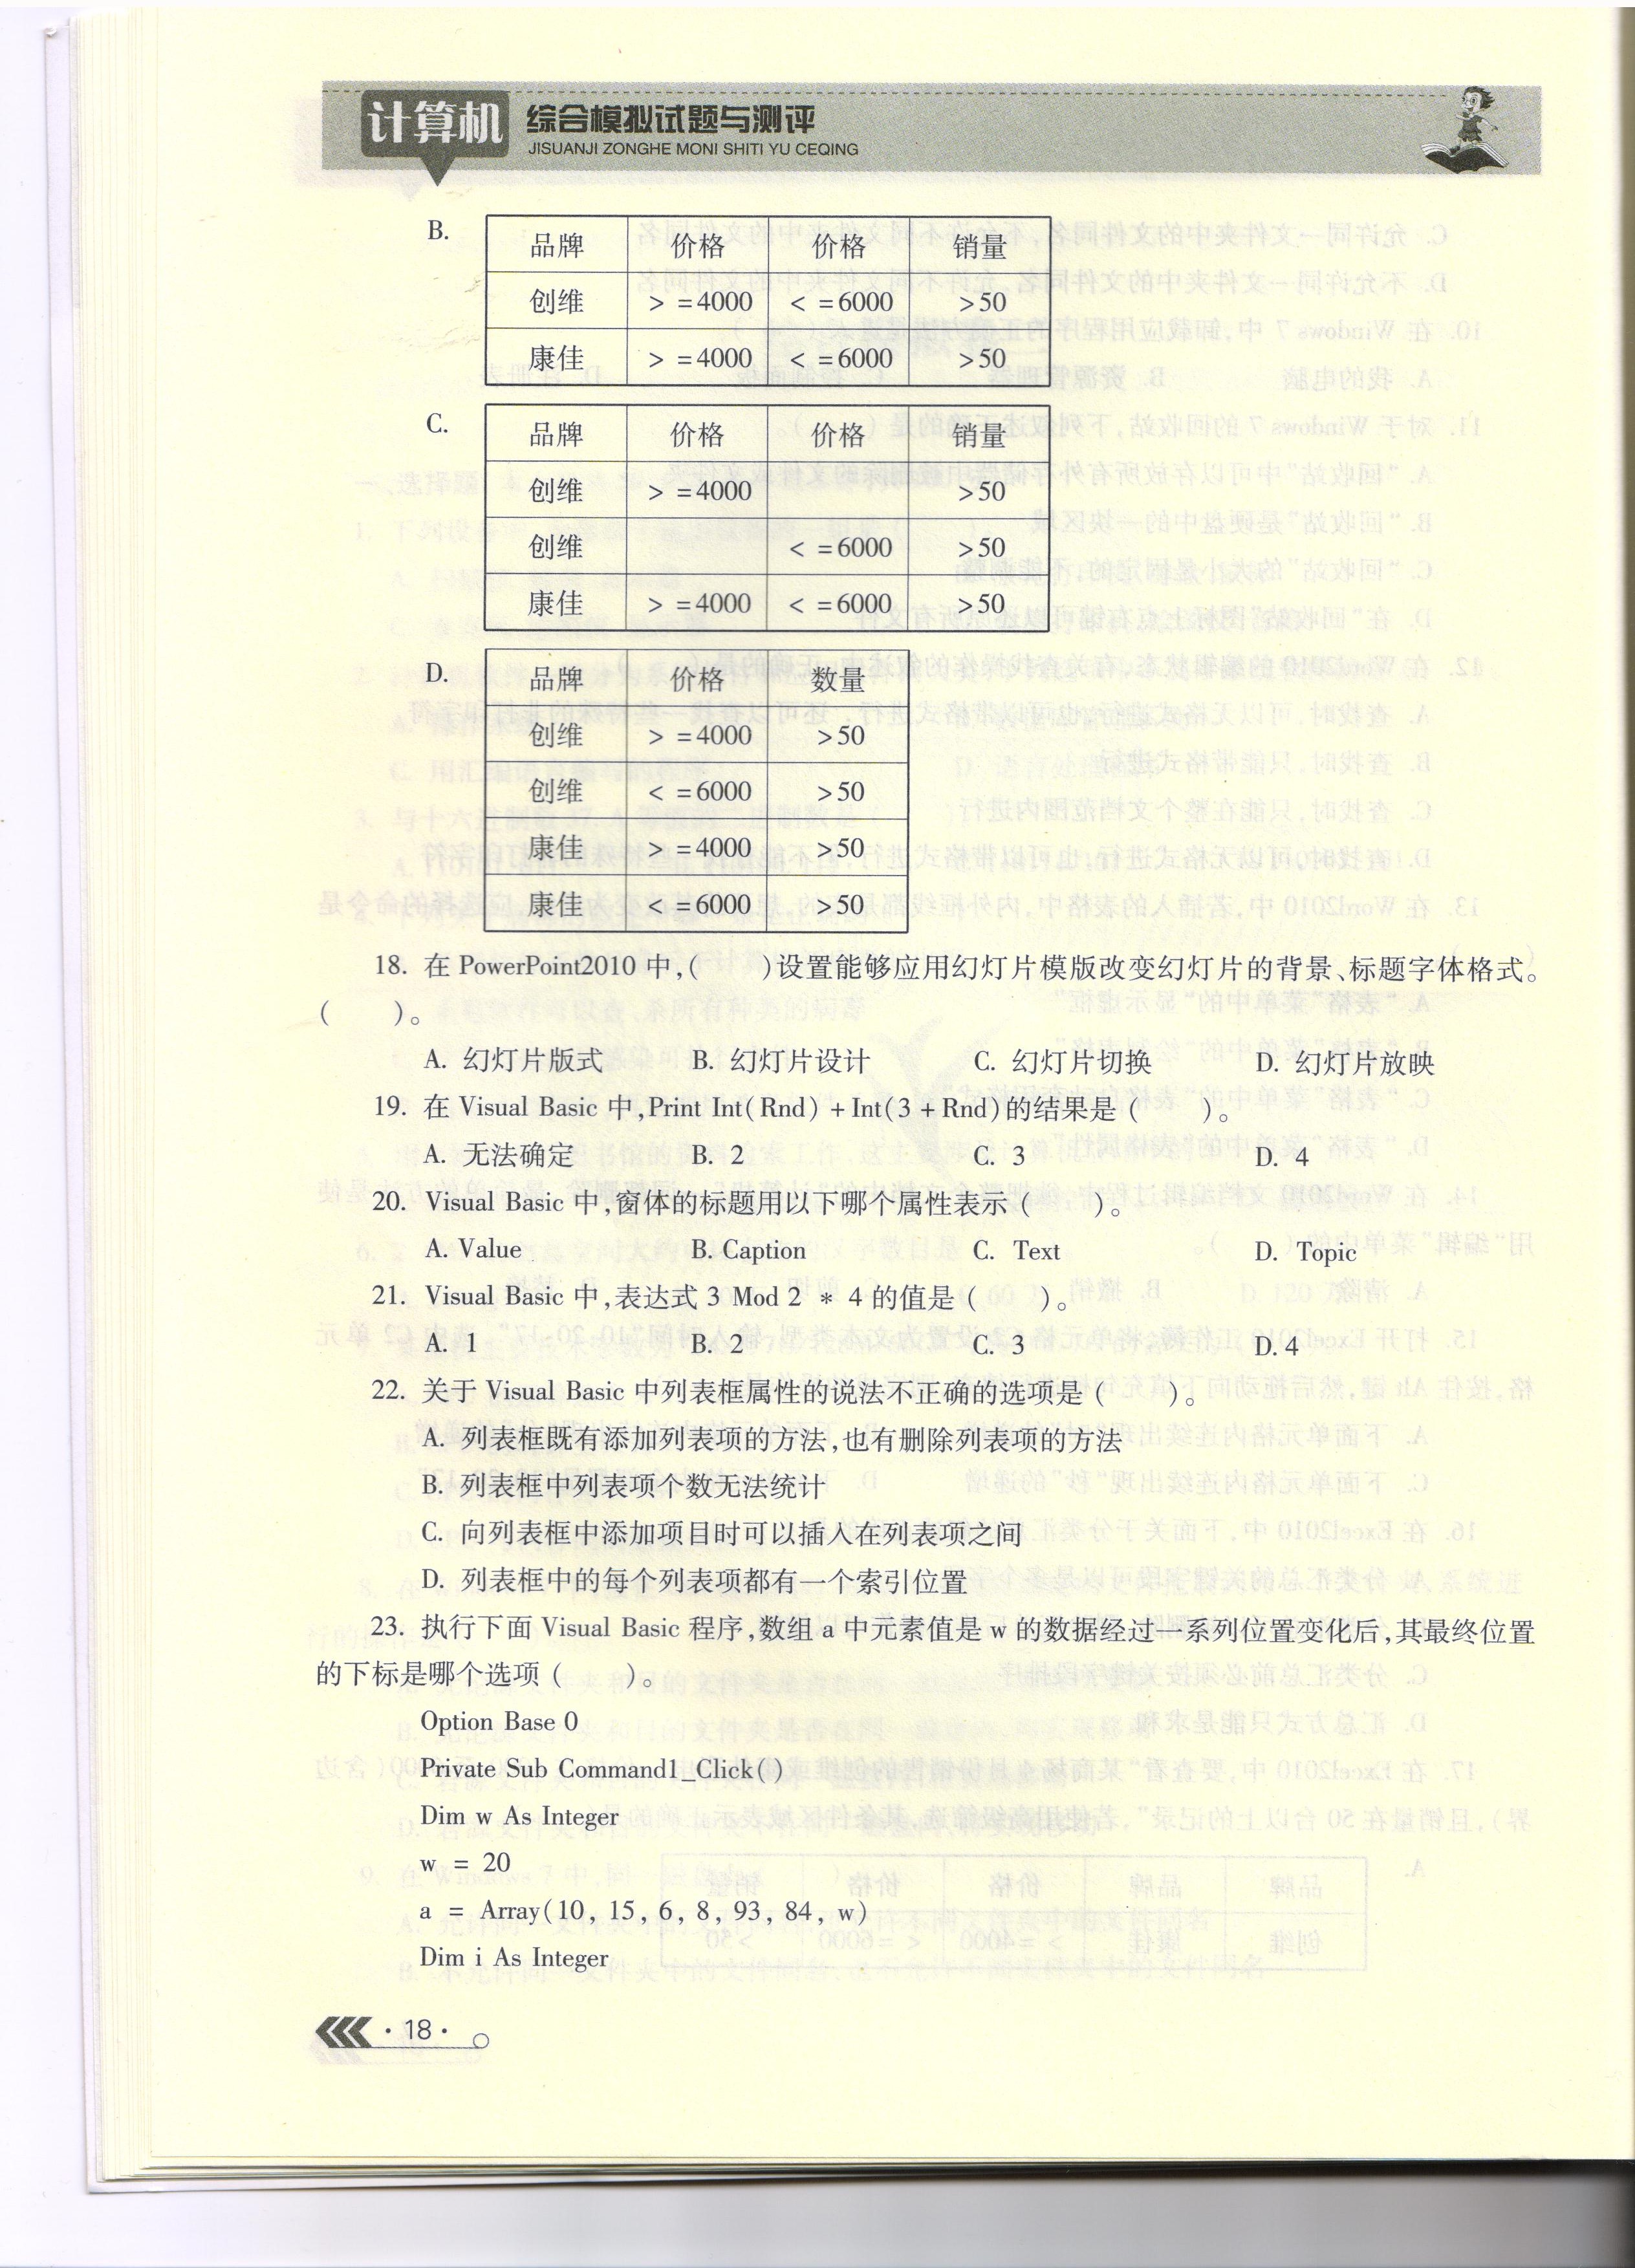 计算机 综合模拟试题与测评
JISUANJI ZONGHE MONI SHITI YU CEQING
B.
品牌 价格 价格 销量
创维 > =4000 < =6000 >50
康佳 > =4000 < =6000 >50
C.
品牌 价格 价格 销量
创维 > =4000 >50
创维 < =6000 >50
康佳 > =4000 < =6000 >50
D.
品牌 价格 数量
创维 > =4000 >50
创维 < =6000 >50
康佳 > =4000 >50
康佳 < =6000 >50
18. 在 PowerPoint2010 中,(　　)设置能够应用幻灯片模版改变幻灯片的背景、标题字体格式。
(　　)。
A. 幻灯片版式 B. 幻灯片设计 C. 幻灯片切换 D. 幻灯片放映
19. 在 Visual Basic 中,Print Int(Rnd) + Int(3 + Rnd)的结果是 (　　)。
A. 无法确定 B. 2 C. 3 D. 4
20. Visual Basic 中,窗体的标题用以下哪个属性表示 (　　)。
A. Value B. Caption C. Text D. Topic
21. Visual Basic 中,表达式 3 Mod 2 * 4 的值是 (　　)。
A. 1 B. 2 C. 3 D. 4
22. 关于 Visual Basic 中列表框属性的说法不正确的选项是 (　　)。
A. 列表框既有添加列表项的方法,也有删除列表项的方法
B. 列表框中列表项个数无法统计
C. 向列表框中添加项目时可以插入在列表项之间
D. 列表框中的每个列表项都有一个索引位置
23. 执行下面 Visual Basic 程序,数组 a 中元素值是 w 的数据经过一系列位置变化后,其最终位置
的下标是哪个选项 (　　)。
Option Base 0
Private Sub Command1_Click()
Dim w As Integer
w = 20
a = Array(10, 15, 6, 8, 93, 84, w)
Dim i As Integer
· 18 ·